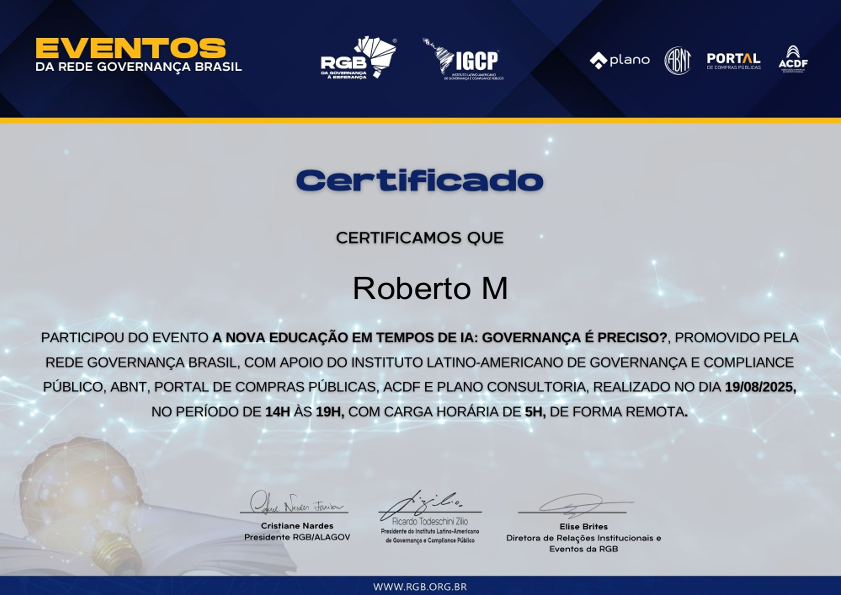 EVENTOS
DA REDE GOVERNANÇA BRASIL
RGB
DA GOVERNANÇA
À ESPERANÇA
IGCP
INSTITUTO LATINO-AMERICANO
DE GOVERNANÇA E COMPLIANCE PÚBLICO
plano
ABNT
PORTAL
DE COMPRAS PÚBLICAS
ACDF
Certificado
CERTIFICAMOS QUE
Roberto M
PARTICIPOU DO EVENTO A NOVA EDUCAÇÃO EM TEMPOS DE IA: GOVERNANÇA É PRECISO?, PROMOVIDO PELA
REDE GOVERNANÇA BRASIL, COM APOIO DO INSTITUTO LATINO-AMERICANO DE GOVERNANÇA E COMPLIANCE
PÚBLICO, ABNT, PORTAL DE COMPRAS PÚBLICAS, ACDF E PLANO CONSULTORIA, REALIZADO NO DIA 19/08/2025,
NO PERÍODO DE 14H ÀS 19H, COM CARGA HORÁRIA DE 5H, DE FORMA REMOTA.
Cristiane Nardes
Presidente RGB/ALAGOV
Ricardo Todeschini Zilio
Presidente do Instituto Latino-Americano
de Governança e Compliance Público
Elise Brites
Diretora de Relações Institucionais e
Eventos da RGB
WWW.RGB.ORG.BR